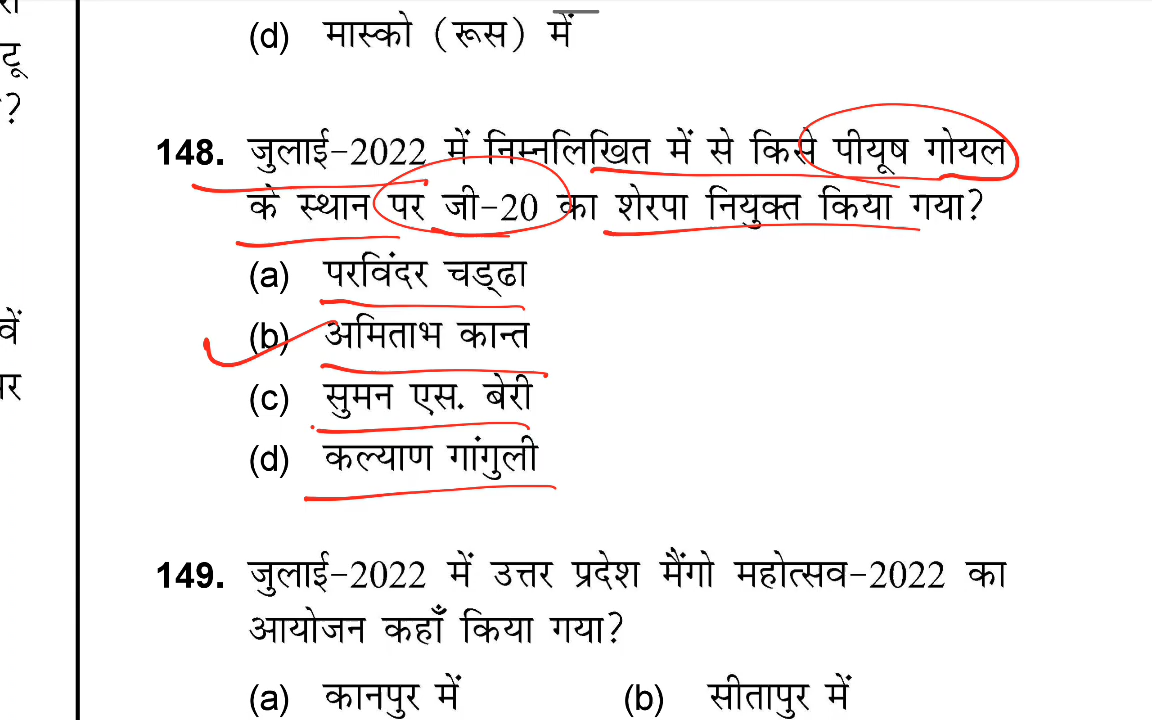 टू
?
वें
(d) मास्को (रूस) में
148. जुलाई-2022 में निम्नलिखित में से किसे पीयूष गोयल
के स्थान पर जी-20 का शेरपा नियुक्त किया गया?
(a) परविंदर चड्ढा
(b) अमिताभ कान्त
(c) सुमन एस. बेरी
(d) कल्याण गांगुली
149. जुलाई-2022 में उत्तर प्रदेश मैंगो महोत्सव-2022 का
आयोजन कहाँ किया गया?
(a) कानपुर में (b) सीतापुर में